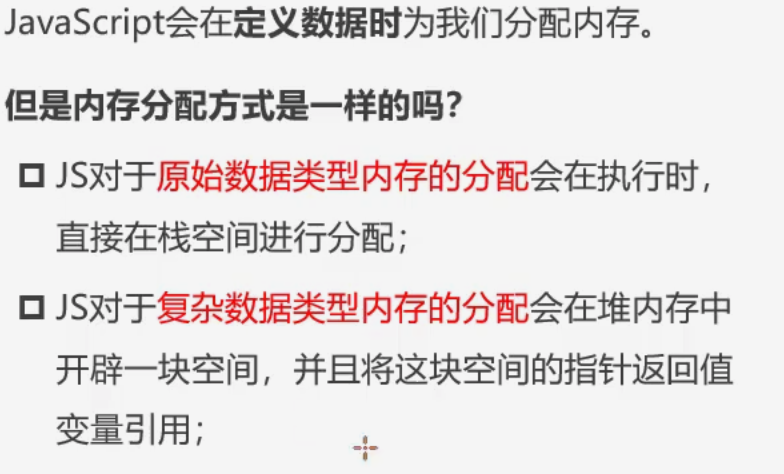 JavaScript会在定义数据时为我们分配内存。
但是内存分配方式是一样的吗？
JS对于原始数据类型内存的分配会在执行时，
直接在栈空间进行分配；
JS对于复杂数据类型内存的分配会在堆内存中
开辟一块空间，并且将这块空间的指针返回值
变量引用；